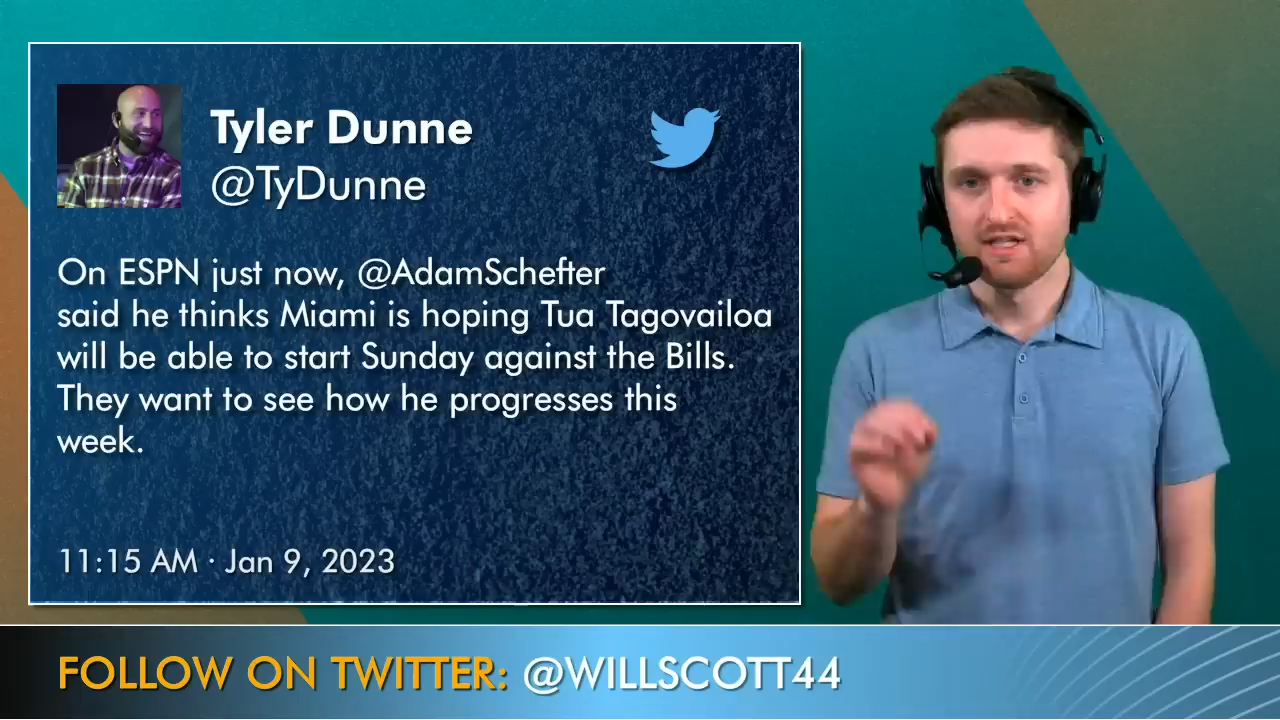 Tyler Dunne
@TyDunne
On ESPN just now, @AdamSchefter
said he thinks Miami is hoping Tua Tagovailoa
will be able to start Sunday against the Bills.
They want to see how he progresses this
week.
11:15 AM · Jan 9, 2023
FOLLOW ON TWITTER: @WILLSCOTT44